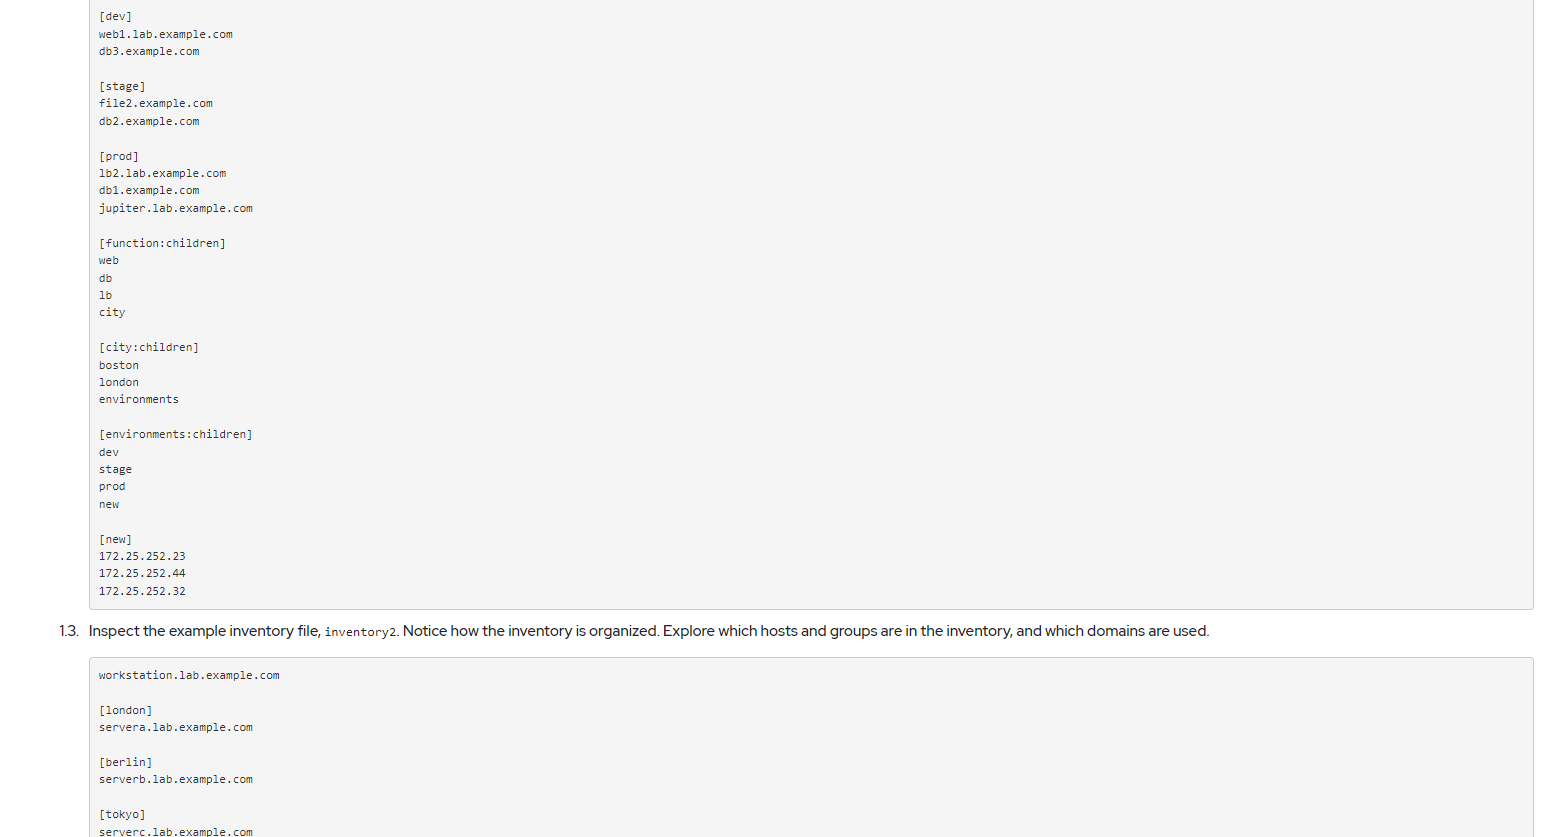 [dev]
web1.lab.example.com
db3.example.com
[stage]
file2.example.com
db2.example.com
[prod]
lb2.lab.example.com
db1.example.com
jupiter.lab.example.com
[function:children]
web
db
lb
city
[city:children]
boston
london
environments
[environments:children]
dev
stage
prod
new
[new]
172.25.252.23
172.25.252.44
172.25.252.32
1.3. Inspect the example inventory file, inventory2. Notice how the inventory is organized. Explore which hosts and groups are in the inventory, and which domains are used.
workstation.lab.example.com
[london]
servera.lab.example.com
[berlin]
serverb.lab.example.com
[tokyo]
serverc.lab.example.com